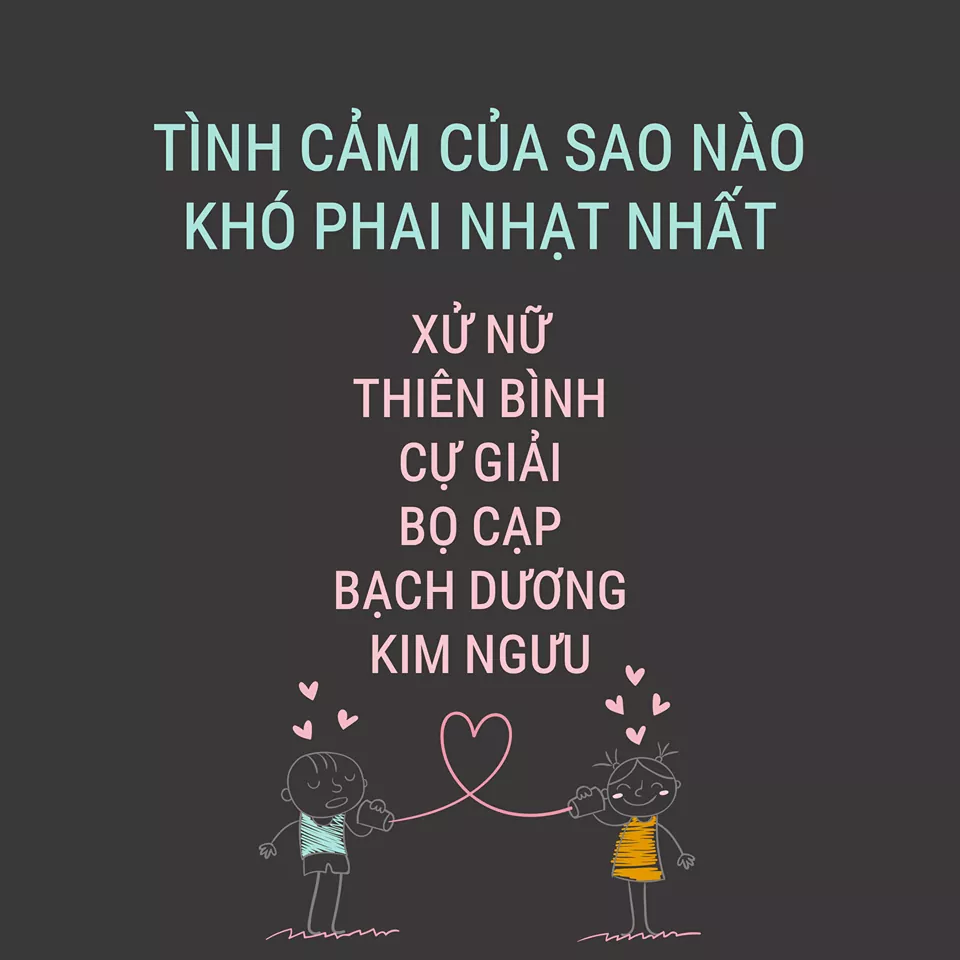 TÌNH CẢM CỦA SAO NÀO
KHÓ PHAI NHẠT NHẤT
XỬ NỮ
THIÊN BÌNH
CỰ GIẢI
BỌ CẠP
BẠCH DƯƠNG
KIM NGƯU